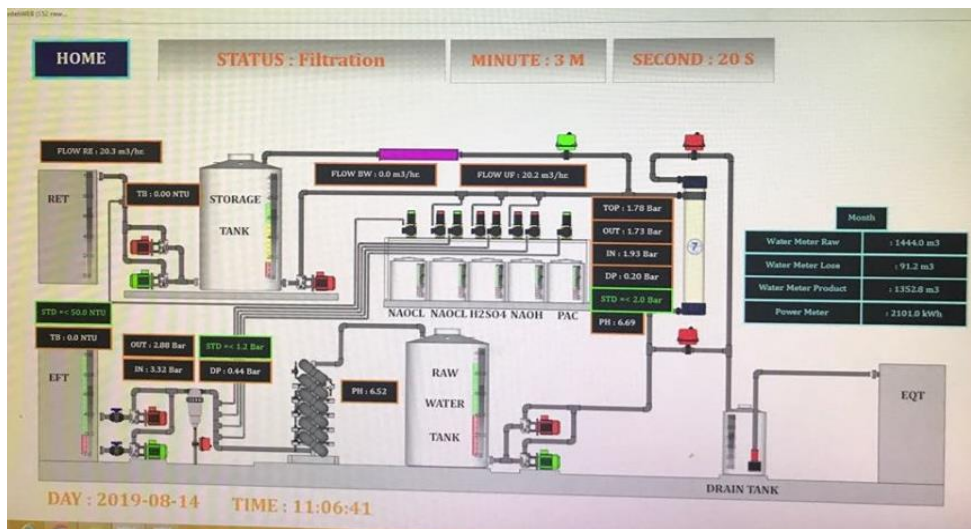 HOME
STATUS : Filtration
MINUTE : 3 M
SECOND : 20 S
FLOW RE : 20.3 m3/hr.
RET
TB : 0.00 NTU
STORAGE
TANK
FLOW BW : 0.0 m3/hr.
FLOW UF : 20.2 m3/hr.
TOP : 1.78 Bar
OUT : 1.73 Bar
IN : 1.93 Bar
DP : 0.20 Bar
STD =< 2.0 Bar
PH : 6.69
Month
Water Meter Raw : 1444.0 m3
Water Meter Lose : 91.2 m3
Water Meter Product : 1352.8 m3
Power Meter : 2101.0 kWh
NAOCL NAOCL H2SO4 NAOH PAC
STD =< 50.0 NTU
TB : 0.0 NTU
EFT
OUT : 2.88 Bar
STD =< 1.2 Bar
IN : 3.32 Bar
DP : 0.44 Bar
PH : 6.52
RAW
WATER
TANK
EQT
DRAIN TANK
DAY : 2019-08-14
TIME : 11:06:41